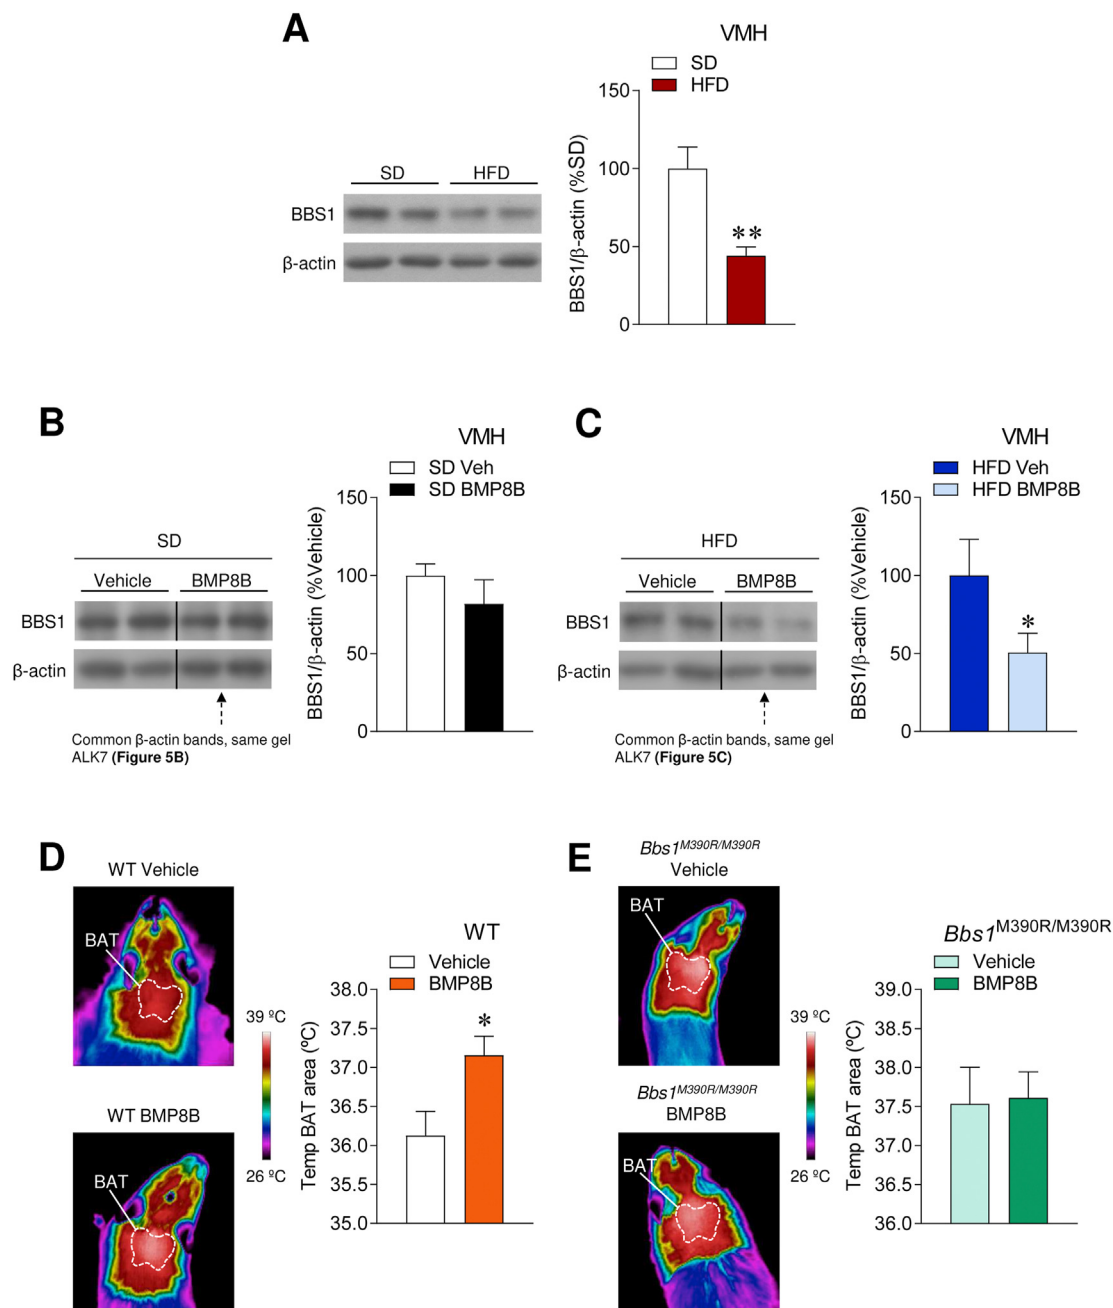 A
VMH
SD
HFD
SD HFD
BBS1
β-actin
BBS1/β-actin (%SD)
150
100
50
0
**
B
VMH
SD Veh
SD BMP8B
SD
Vehicle BMP8B
BBS1
β-actin
Common β-actin bands, same gel
ALK7 (Figure 5B)
BBS1/β-actin (%Vehicle)
150
100
50
0
C
VMH
HFD Veh
HFD BMP8B
HFD
Vehicle BMP8B
BBS1
β-actin
Common β-actin bands, same gel
ALK7 (Figure 5C)
BBS1/β-actin (%Vehicle)
150
100
50
0
*
D
WT Vehicle
BAT
WT BMP8B
BAT
39 ºC
26 ºC
WT
Vehicle
BMP8B
Temp BAT area (ºC)
38.0
37.5
37.0
36.5
36.0
35.5
35.0
*
E
Bbs1M390R/M390R
Vehicle
BAT
Bbs1M390R/M390R
BMP8B
BAT
39 ºC
26 ºC
Bbs1M390R/M390R
Vehicle
BMP8B
Temp BAT area (ºC)
39.0
38.5
38.0
37.5
37.0
36.5
36.0